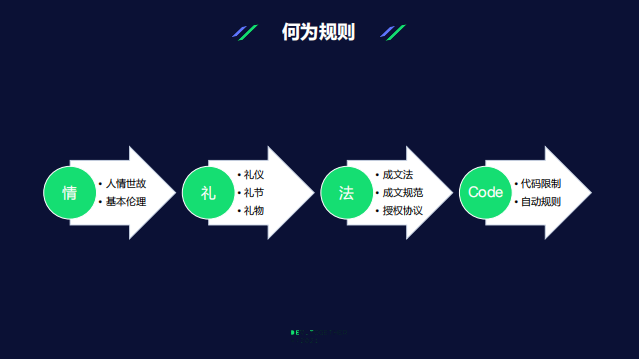 何为规则
情
• 人情世故
• 基本伦理
礼
• 礼仪
• 礼节
• 礼物
法
• 成文法
• 成文规范
• 授权协议
Code
• 代码限制
• 自动规则